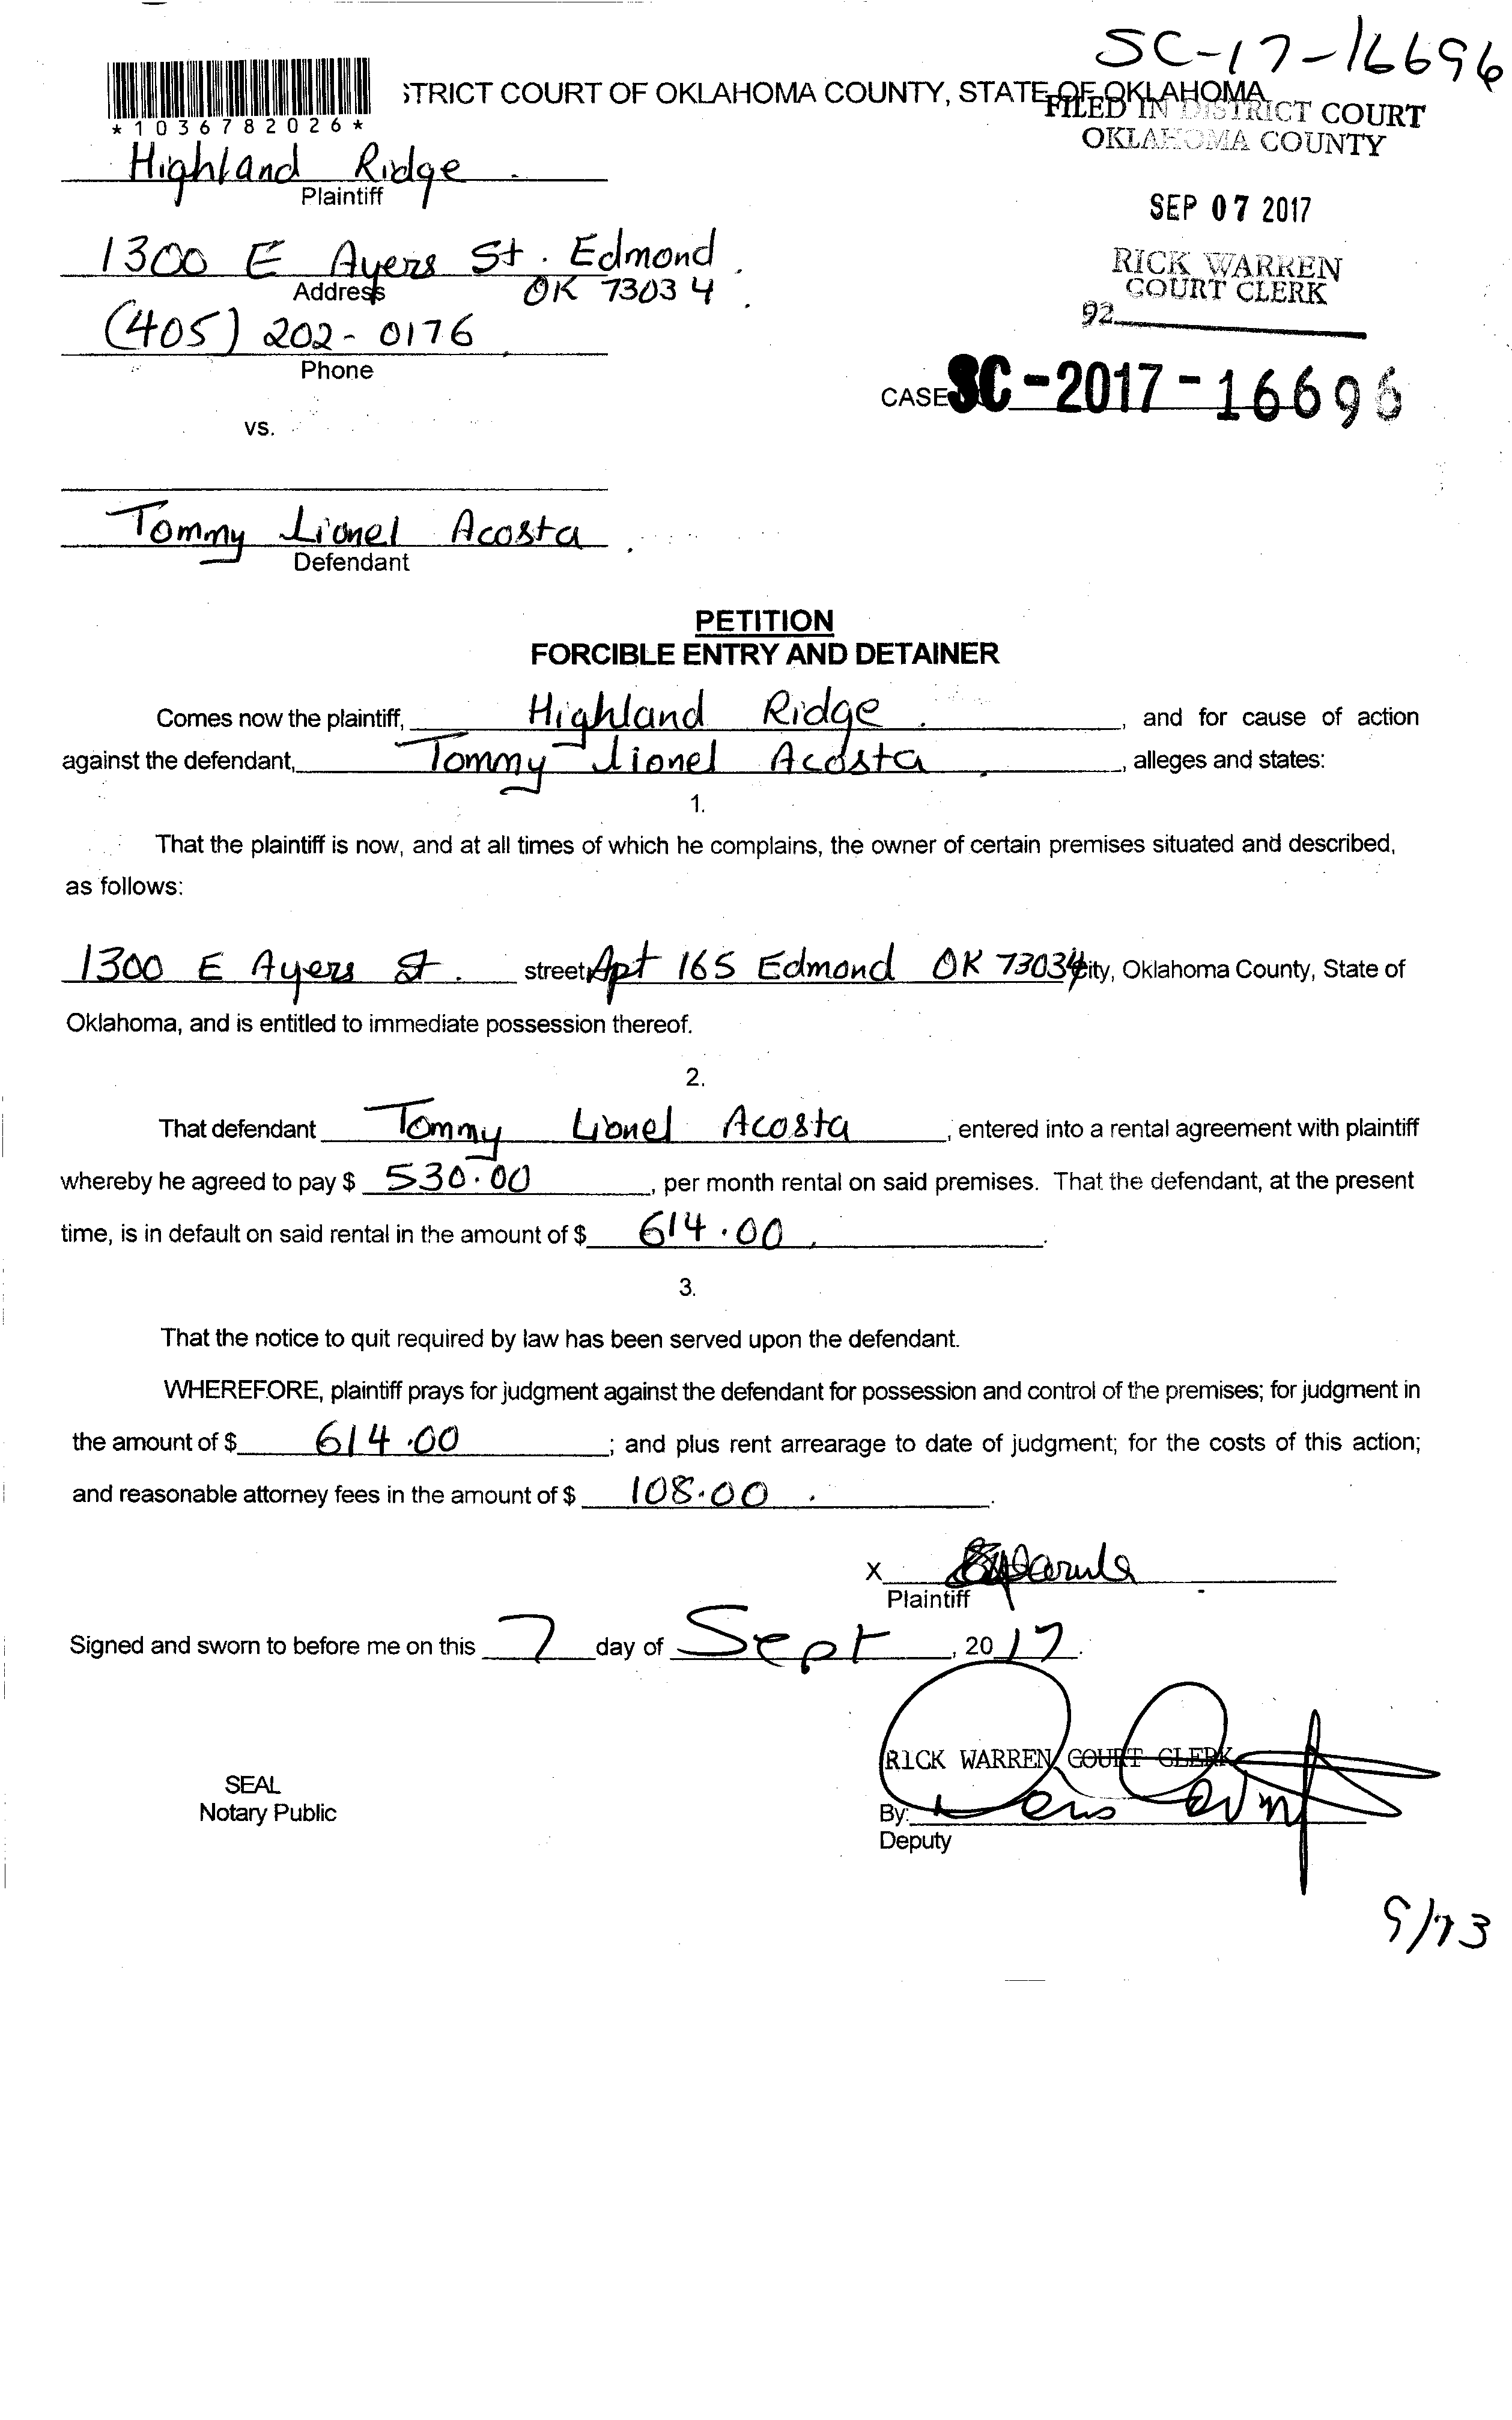 SC-17-16696
*1036782026*
STRICT COURT OF OKLAHOMA COUNTY, STATE OF OKLAHOMA
FILED IN DISTRICT COURT
OKLAHOMA COUNTY
Highland Ridge
Plaintiff
SEP 07 2017
1300 E Ayers St. Edmond
Address OK 73034
RICK WARREN
COURT CLERK
92
(405) 202-0176
Phone
CASE SC-2017-16696
vs.
Tommy Lionel Acosta
Defendant
PETITION
FORCIBLE ENTRY AND DETAINER
Comes now the plaintiff, Highland Ridge, and for cause of action
against the defendant, Tommy Lionel Acosta, alleges and states:
1.
That the plaintiff is now, and at all times of which he complains, the owner of certain premises situated and described,
as follows:
1300 E Ayers St. street, Apt 165 Edmond OK 73034 city, Oklahoma County, State of
Oklahoma, and is entitled to immediate possession thereof.
2.
That defendant Tommy Lionel Acosta, entered into a rental agreement with plaintiff
whereby he agreed to pay $ 530.00, per month rental on said premises. That the defendant, at the present
time, is in default on said rental in the amount of $ 614.00.
3.
That the notice to quit required by law has been served upon the defendant.
WHEREFORE, plaintiff prays for judgment against the defendant for possession and control of the premises; for judgment in
the amount of $ 614.00; and plus rent arrearage to date of judgment; for the costs of this action;
and reasonable attorney fees in the amount of $ 108.00.
X
Plaintiff
Signed and sworn to before me on this 7 day of Sept, 2017.
RICK WARREN COURT CLERK
SEAL
Notary Public
By:
Deputy